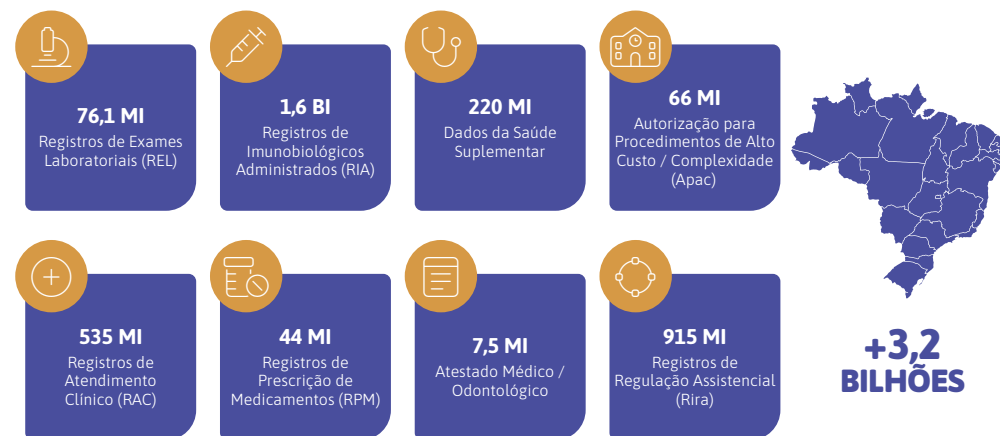 76,1 MI
Registros de Exames
Laboratoriais (REL)
1,6 BI
Registros de
Imunobiológicos
Administrados (RIA)
220 MI
Dados da Saúde
Suplementar
66 MI
Autorização para
Procedimentos de Alto
Custo / Complexidade
(Apac)
535 MI
Registros de
Atendimento
Clínico (RAC)
44 MI
Registros de
Prescrição de
Medicamentos (RPM)
7,5 MI
Atestado Médico /
Odontológico
915 MI
Registros de
Regulação Assistencial
(Rira)
+3,2
BILHÕES